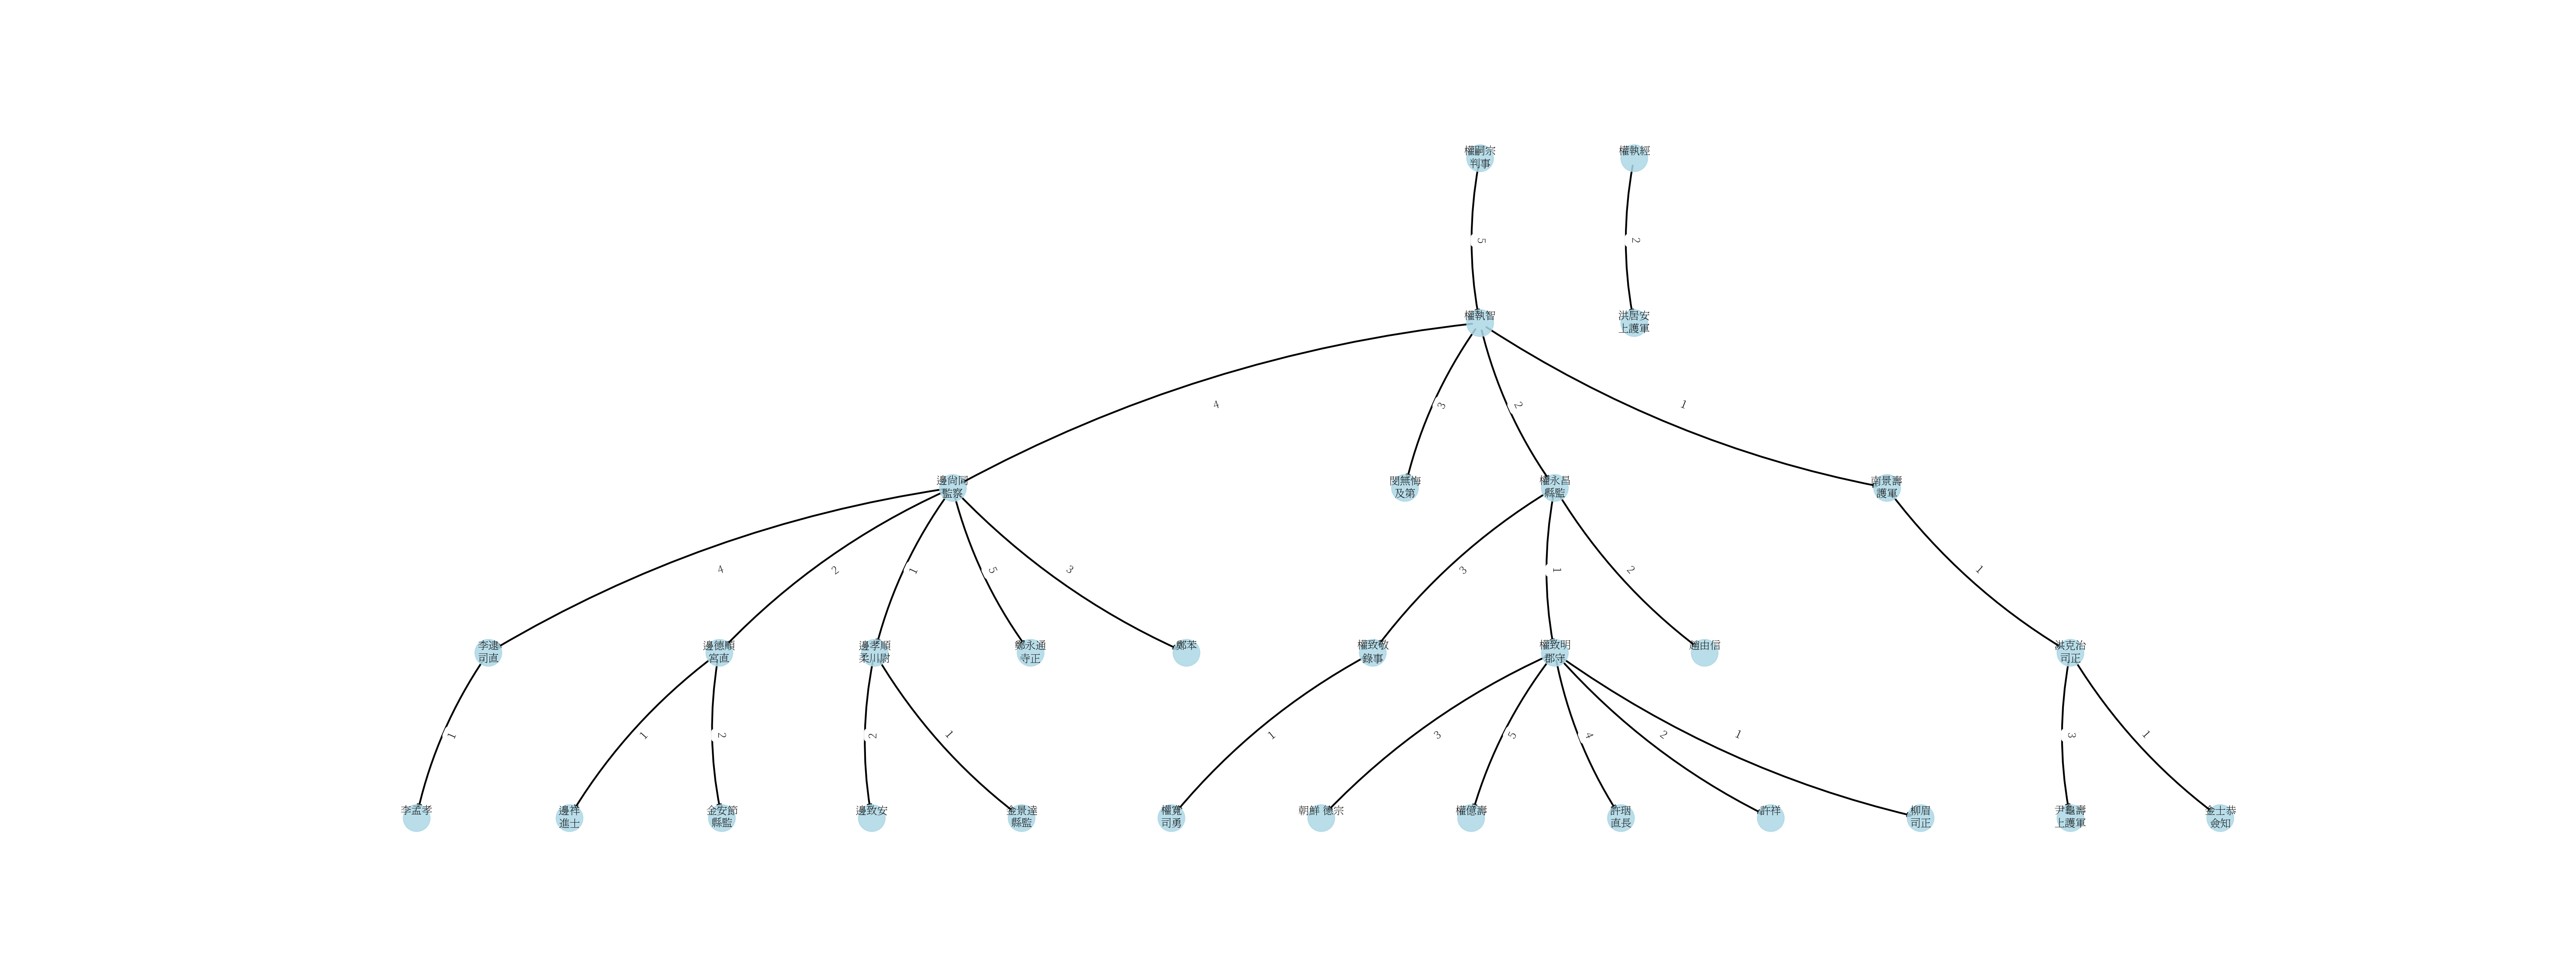 權嗣宗
判事
權執經
5
2
權執智
洪居安
上護軍
4
3
2
1
邊尙同
監察
閔無悔
及第
權永昌
縣監
南景壽
護軍
4
2
1
5
3
3
1
2
1
李逮
司直
邊德順
宮直
邊孝順
柔川尉
鄭永通
寺正
鄭苯
權致敬
錄事
權致明
郡守
趙由信
洪克治
司正
1
1
2
2
1
1
3
5
4
2
1
3
1
李孟孝
邊祥
進士
金安節
縣監
邊致安
金景達
縣監
權寬
司勇
朝鮮 德宗
權億壽
許珚
直長
許祥
柳眉
司正
尹龜壽
上護軍
金士恭
僉知